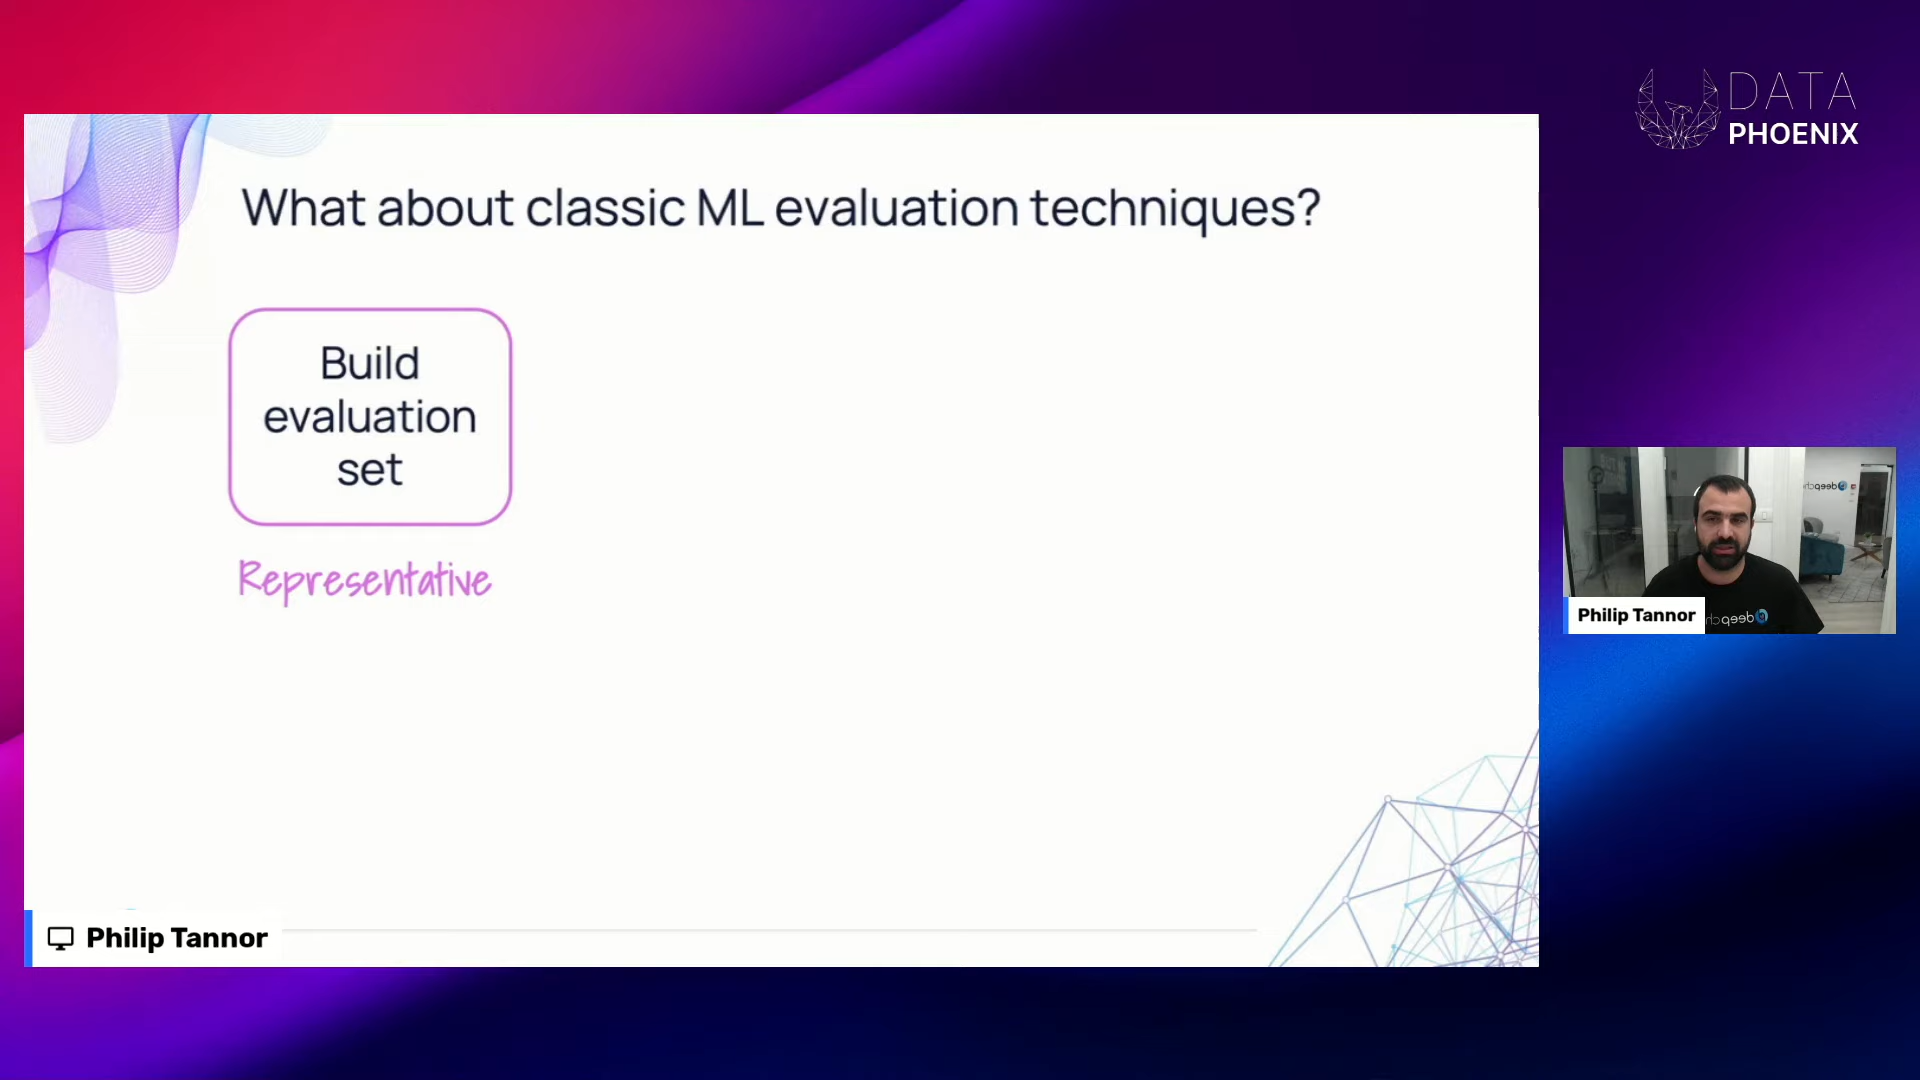 DATA
PHOENIX
What about classic ML evaluation techniques?
Build
evaluation
set
Representative
Philip Tannor
Philip Tannor